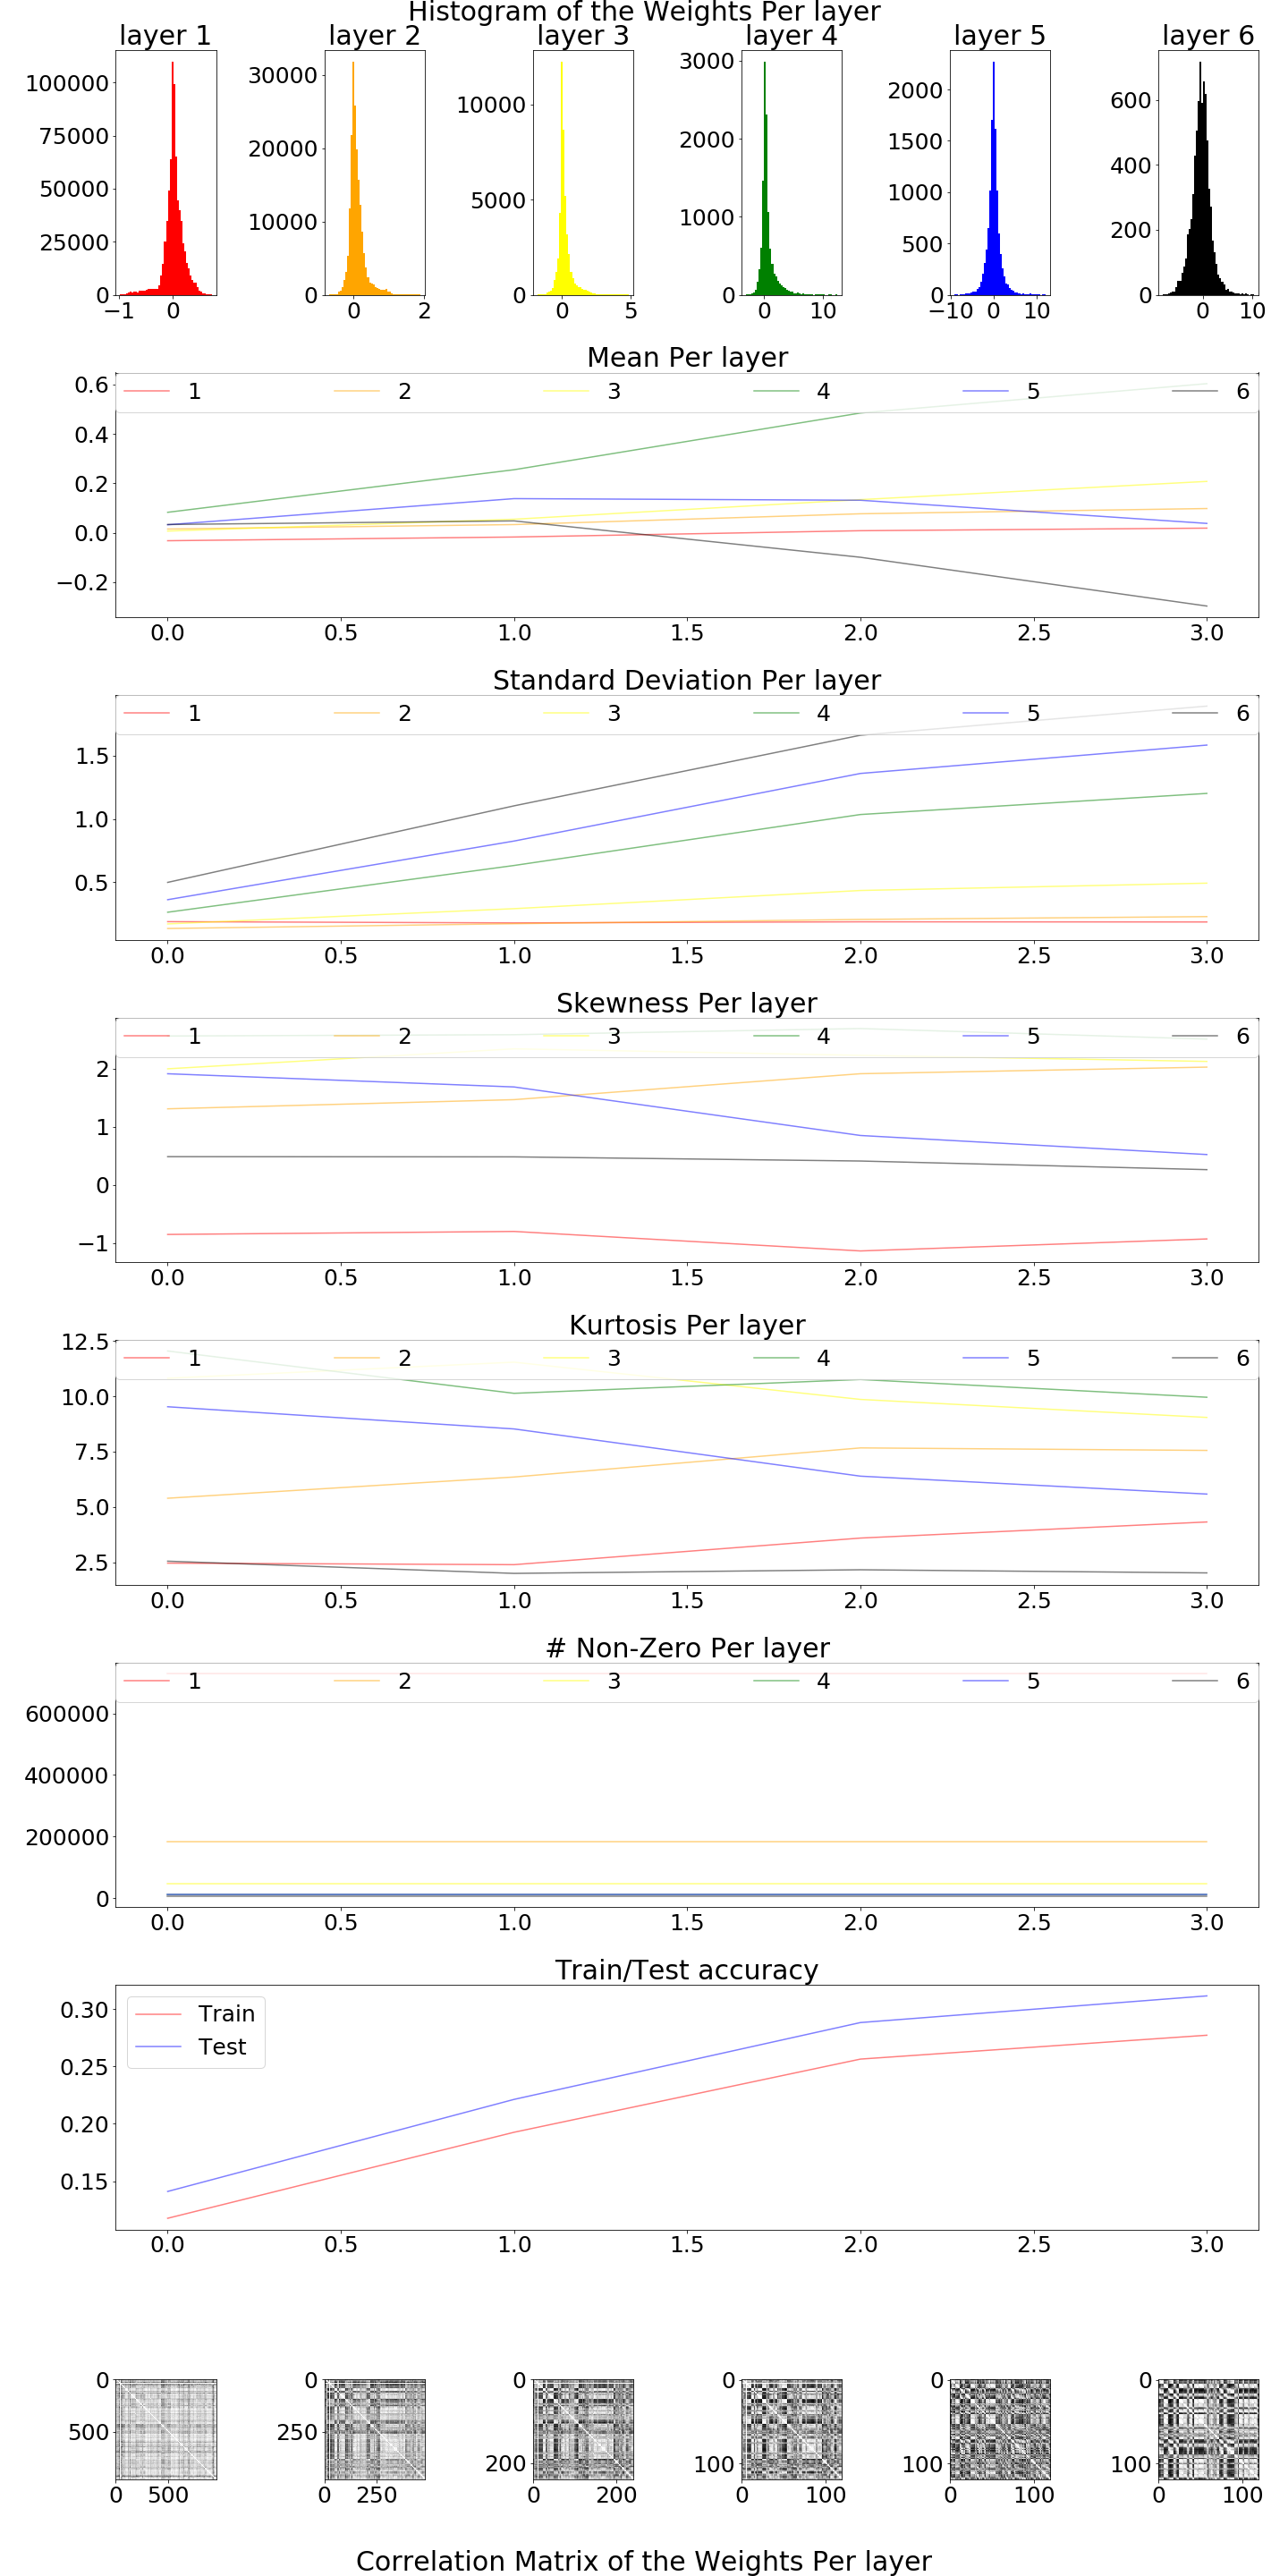 Histogram of the Weights Per layer
layer 1 layer 2 layer 3 layer 4 layer 5 layer 6
100000 75000 50000 25000 0
−1 0
30000 20000 10000 0
0 2
10000 5000 0
0 5
3000 2000 1000 0
0 10
2000 1500 1000 500 0
−10 0 10
600 400 200 0
0 10
Mean Per layer
1 2 3 4 5 6
0.6
0.4
0.2
0.0
−0.2
0.0 0.5 1.0 1.5 2.0 2.5 3.0
Standard Deviation Per layer
1 2 3 4 5 6
1.5
1.0
0.5
0.0 0.5 1.0 1.5 2.0 2.5 3.0
Skewness Per layer
1 2 3 4 5 6
2
1
0
−1
0.0 0.5 1.0 1.5 2.0 2.5 3.0
Kurtosis Per layer
12.5
1 2 3 4 5 6
10.0
7.5
5.0
2.5
0.0 0.5 1.0 1.5 2.0 2.5 3.0
# Non-Zero Per layer
1 2 3 4 5 6
600000
400000
200000
0
0.0 0.5 1.0 1.5 2.0 2.5 3.0
Train/Test accuracy
Train
Test
0.30
0.25
0.20
0.15
0.0 0.5 1.0 1.5 2.0 2.5 3.0
0 500
0 500
0 250
0 250
0 200
0 200
0 100
0 100
0 100
0 100
0 100
0 100
Correlation Matrix of the Weights Per layer